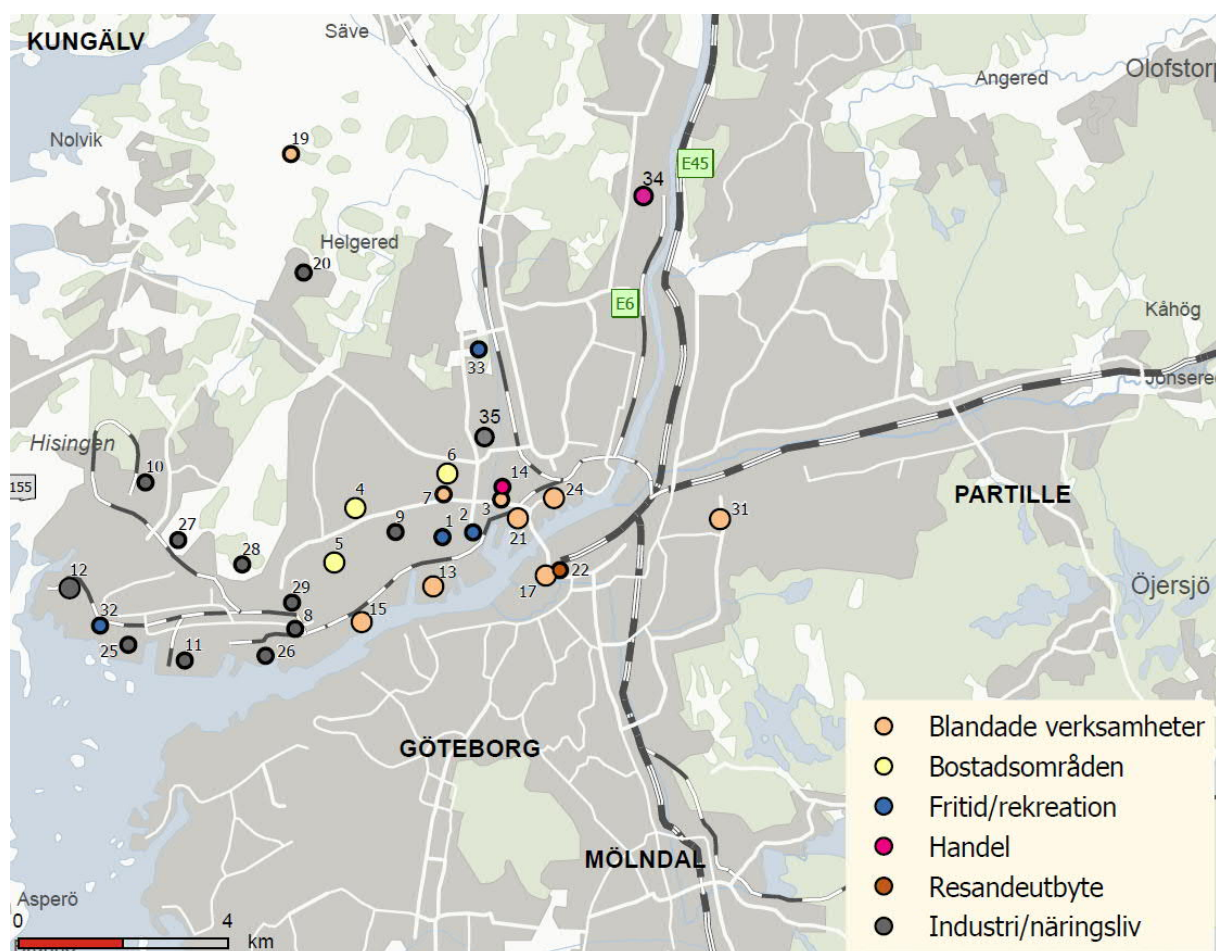 KUNGÄLV
Säve
Angered
Olofstorp
Nolvik
19
E45
34
Helgered
20
E6
Kåhög
33
Jonsered
35
Hisingen
155
10
6
14
7
3
24
PARTILLE
4
9
1
2
21
31
27
28
5
22
Öjersjö
12
13
17
29
32
15
8
25
11
26
GÖTEBORG
MÖLNDAL
Asperö
0
4
km
Blandade verksamheter
Bostadsområden
Fritid/rekreation
Handel
Resandeutbyte
Industri/näringsliv